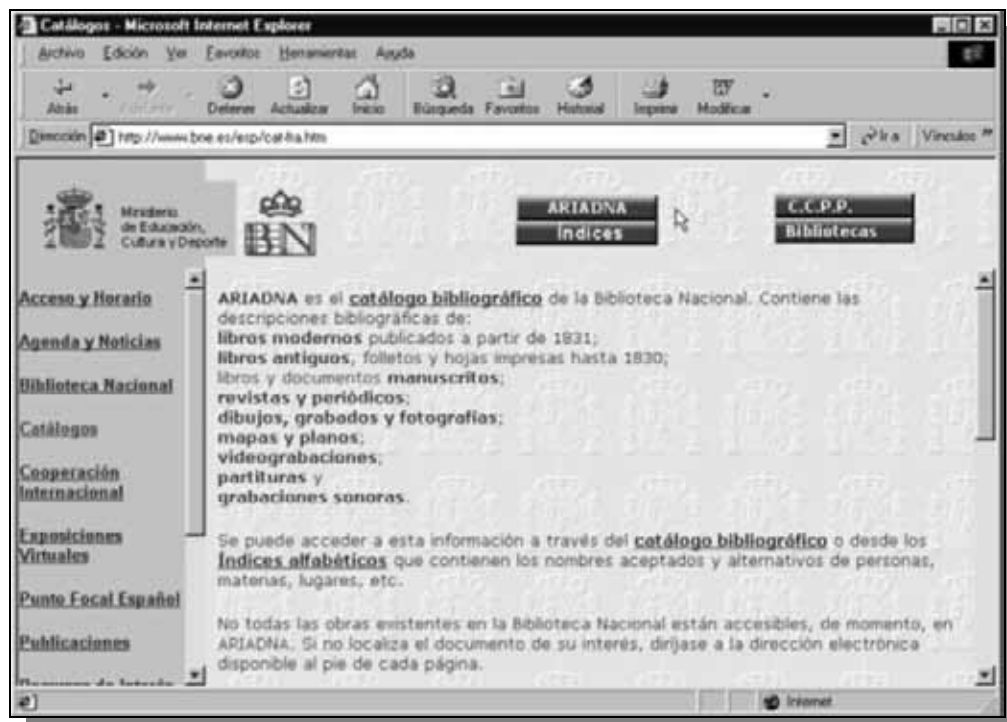 Catálogos - Microsoft Internet Explorer
Archivo Edición Ver Favoritos Herramientas Ayuda
Atrás Adelante Detener Actualizar Inicio Búsqueda Favoritos Historial Imprimir Modificar
Dirección http://www.bne.es/esp/cat-fra.htm Ir a Vínculos »
Ministerio
de Educación,
Cultura y Deporte
BN
ARIADNA
Índices
C.C.P.P.
Bibliotecas
Acceso y Horario
Agenda y Noticias
Biblioteca Nacional
Catálogos
Cooperación
Internacional
Exposiciones
Virtuales
Punto Focal Español
Publicaciones
Recursos de Interés
ARIADNA es el catálogo bibliográfico de la Biblioteca Nacional. Contiene las
descripciones bibliográficas de:
libros modernos publicados a partir de 1831;
libros antiguos, folletos y hojas impresas hasta 1830;
libros y documentos manuscritos;
revistas y periódicos;
dibujos, grabados y fotografías;
mapas y planos;
videograbaciones;
partituras y
grabaciones sonoras.
Se puede acceder a esta información a través del catálogo bibliográfico o desde los
Índices alfabéticos que contienen los nombres aceptados y alternativos de personas,
materias, lugares, etc.
No todas las obras existentes en la Biblioteca Nacional están accesibles, de momento, en
ARIADNA. Si no localiza el documento de su interés, diríjase a la dirección electrónica
disponible al pie de cada página.
Internet